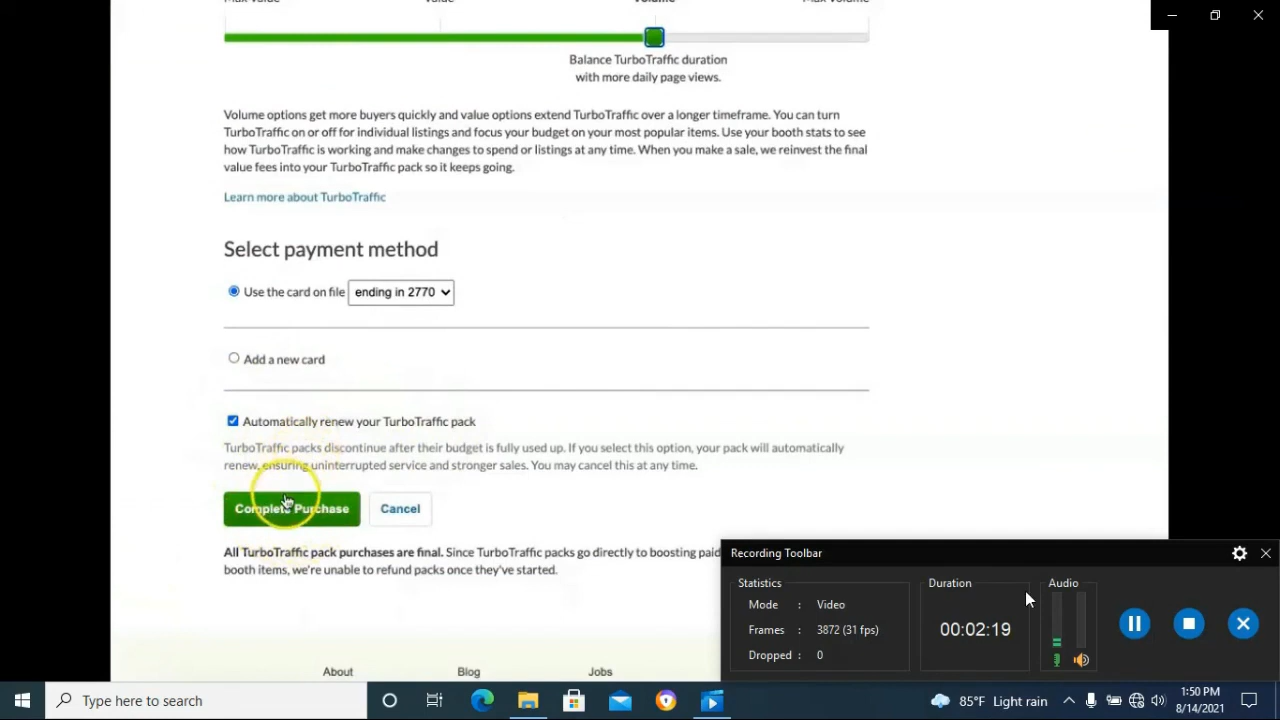 Max Value Value Volume Max Volume
Balance TurboTraffic duration
with more daily page views.
Volume options get more buyers quickly and value options extend TurboTraffic over a longer timeframe. You can turn
TurboTraffic on or off for individual listings and focus your budget on your most popular items. Use your booth stats to see
how TurboTraffic is working and make changes to spend or listings at any time. When you make a sale, we reinvest the final
value fees into your TurboTraffic pack so it keeps going.
Learn more about TurboTraffic
Select payment method
Use the card on file ending in 2770
Add a new card
Automatically renew your TurboTraffic pack
TurboTraffic packs discontinue after their budget is fully used up. If you select this option, your pack will automatically
renew, ensuring uninterrupted service and stronger sales. You may cancel this at any time.
Complete Purchase Cancel
All TurboTraffic pack purchases are final. Since TurboTraffic packs go directly to boosting paid
booth items, we're unable to refund packs once they've started.
About Blog Jobs
Recording Toolbar
Statistics Duration Audio
Mode : Video
Frames : 3872 (31 fps)
Dropped : 0
00:02:19
Type here to search
85°F Light rain
1:50 PM
8/14/2021